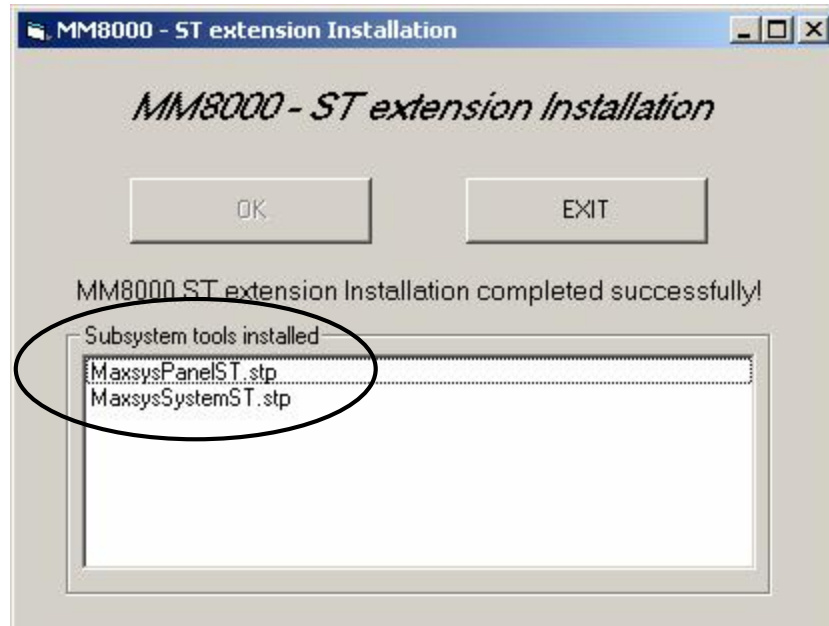 MM8000 - ST extension Installation
MM8000 - ST extension Installation
OK
EXIT
MM8000 ST extension Installation completed successfully!
Subsystem tools installed
MaxsysPanelST.stp
MaxsysSystemST.stp